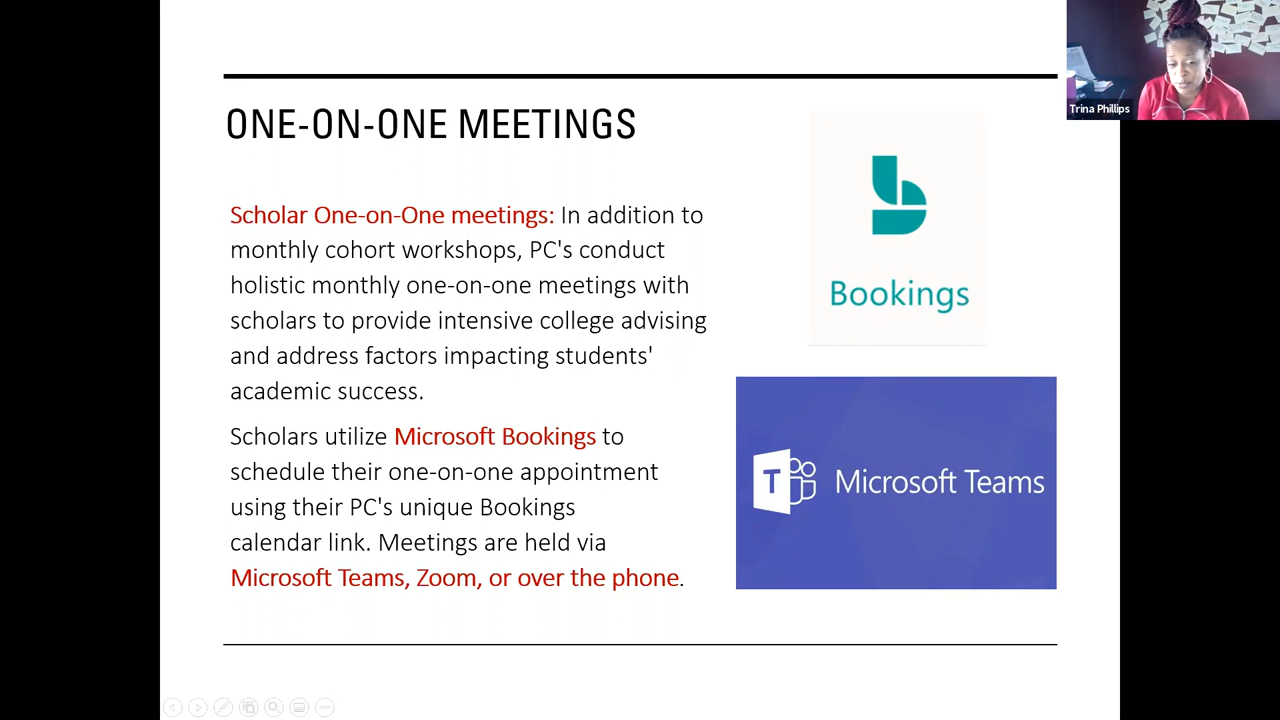 ONE-ON-ONE MEETINGS
Scholar One-on-One meetings: In addition to
monthly cohort workshops, PC's conduct
holistic monthly one-on-one meetings with
scholars to provide intensive college advising
and address factors impacting students'
academic success.
Scholars utilize Microsoft Bookings to
schedule their one-on-one appointment
using their PC's unique Bookings
calendar link. Meetings are held via
Microsoft Teams, Zoom, or over the phone.
Bookings
T Microsoft Teams
Trina Phillips